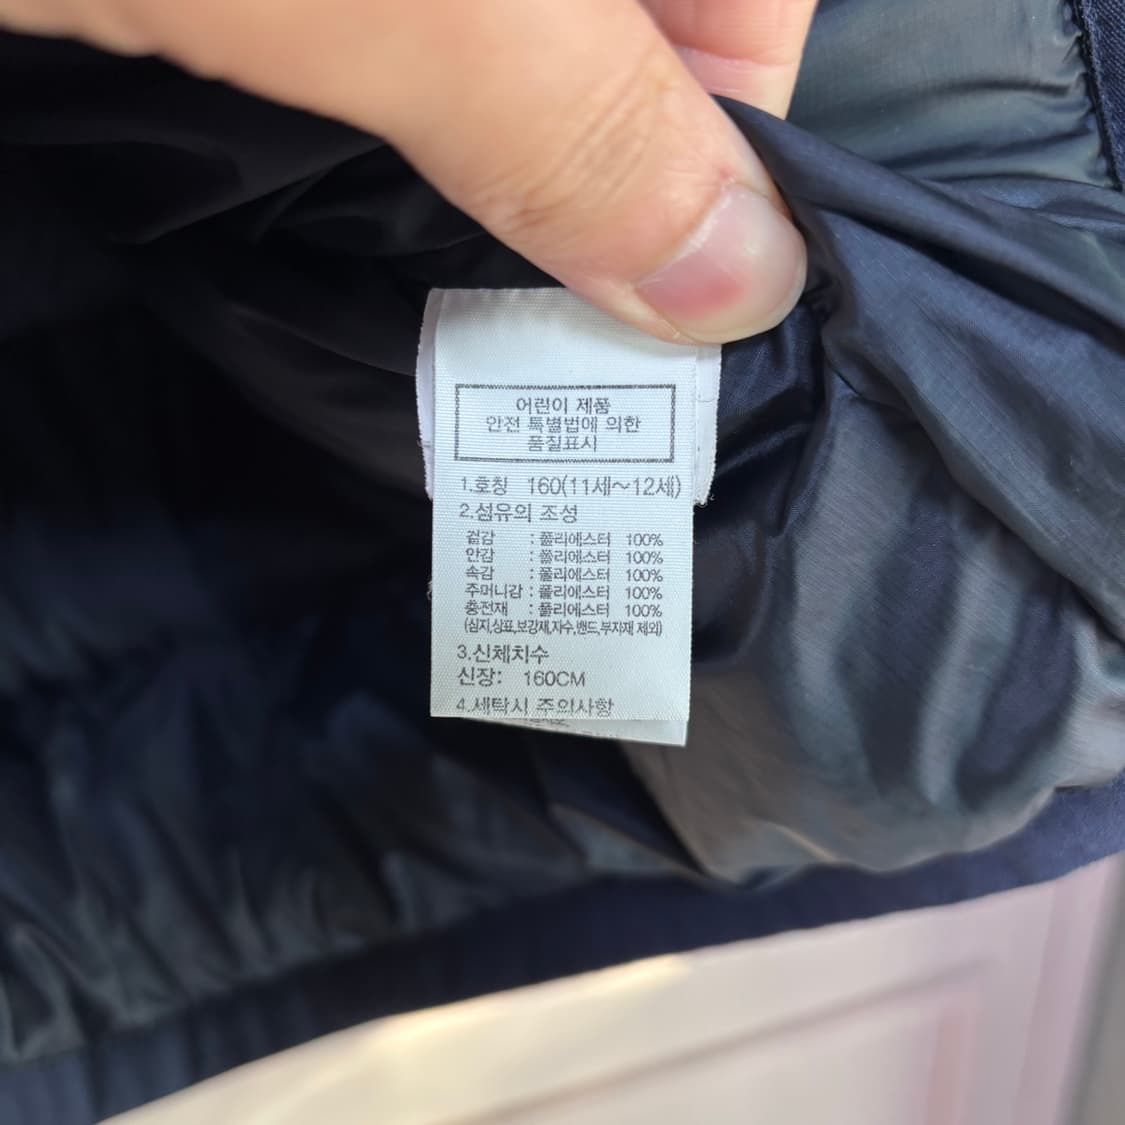 어린이 제품
안전 특별법에 의한
품질표시
1.호칭 160(11세~12세)
2.섬유의 조성
겉감 : 폴리에스터 100%
안감 : 폴리에스터 100%
속감 : 폴리에스터 100%
주머니감 : 폴리에스터 100%
충전재 : 폴리에스터 100%
(심지,상표,보강재,자수,밴드,부자재 제외)
3.신체치수
신장: 160CM
4.세탁시 주의사항